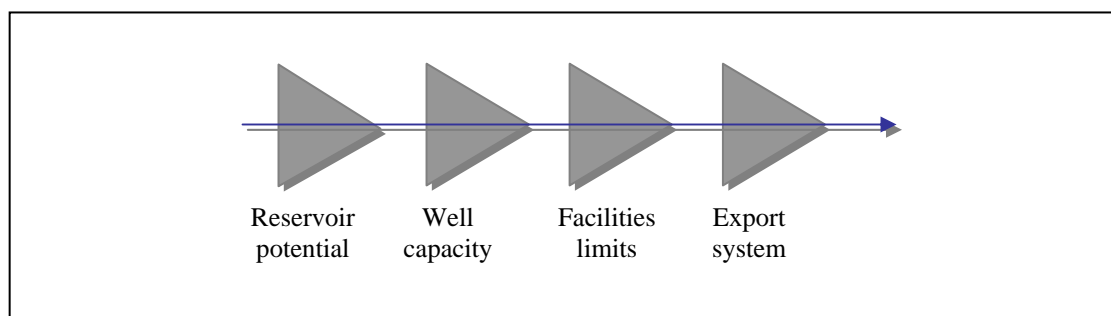 Reservoir
potential
Well
capacity
Facilities
limits
Export
system